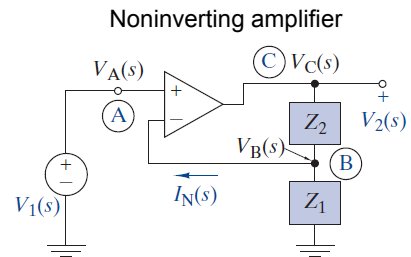 Noninverting amplifier
V_A(s)
C V_C(s)
+
A
−
Z_2
+
V_2(s)
V_B(s)
B
+
−
V_1(s)
I_N(s)
Z_1